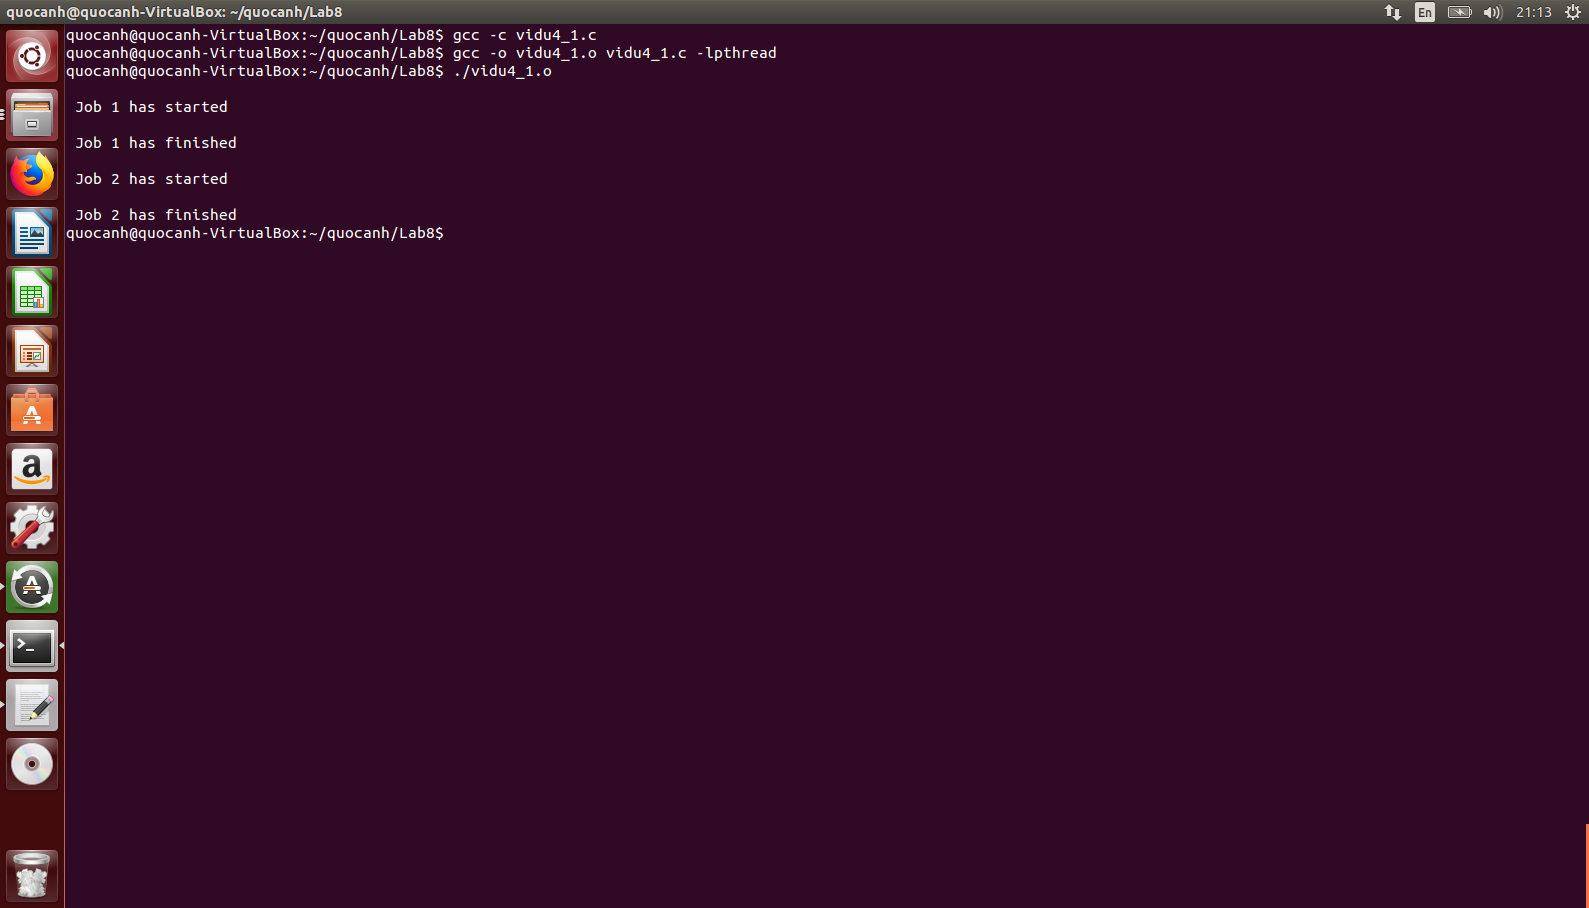 quocanh@quocanh-VirtualBox: ~/quocanh/Lab8
En
21:13
quocanh@quocanh-VirtualBox:~/quocanh/Lab8$ gcc -c vidu4_1.c
quocanh@quocanh-VirtualBox:~/quocanh/Lab8$ gcc -o vidu4_1.o vidu4_1.c -lpthread
quocanh@quocanh-VirtualBox:~/quocanh/Lab8$ ./vidu4_1.o
Job 1 has started
Job 1 has finished
Job 2 has started
Job 2 has finished
quocanh@quocanh-VirtualBox:~/quocanh/Lab8$